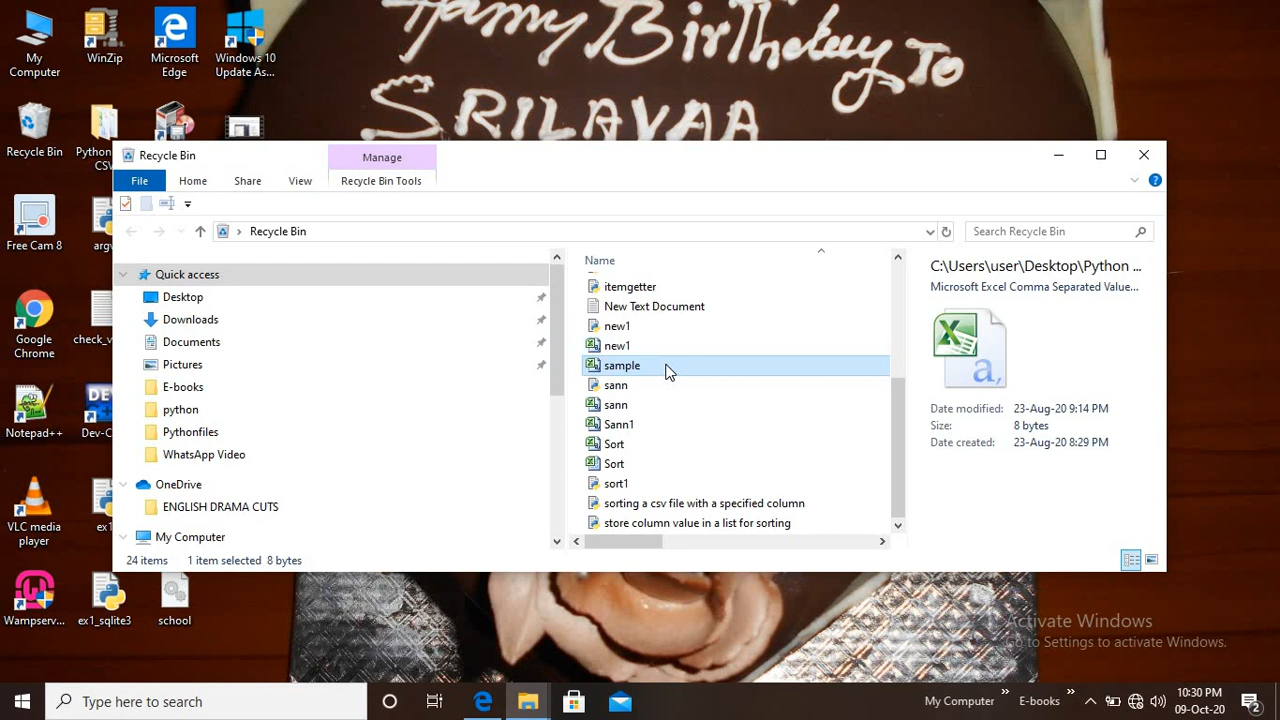 Happy Birthday To
SRILAVAA
My Computer
WinZip
Microsoft Edge
Windows 10 Update As...
Recycle Bin
Python CSV
Free Cam 8
argv
Google Chrome
check_v
Notepad++
Dev-C
VLC media player
ex1
Wampserv...
ex1_sqlite3
school
Recycle Bin
Manage
File
Home
Share
View
Recycle Bin Tools
Recycle Bin
Search Recycle Bin
Quick access
Desktop
Downloads
Documents
Pictures
E-books
python
Pythonfiles
WhatsApp Video
OneDrive
ENGLISH DRAMA CUTS
My Computer
Name
itemgetter
New Text Document
new1
new1
sample
sann
sann
Sann1
Sort
Sort
sort1
sorting a csv file with a specified column
store column value in a list for sorting
C:\Users\user\Desktop\Python ...
Microsoft Excel Comma Separated Value...
a,
Date modified: 23-Aug-20 9:14 PM
Size: 8 bytes
Date created: 23-Aug-20 8:29 PM
24 items 1 item selected 8 bytes
Activate Windows
Go to Settings to activate Windows.
Type here to search
My Computer
E-books
10:30 PM
09-Oct-20
2